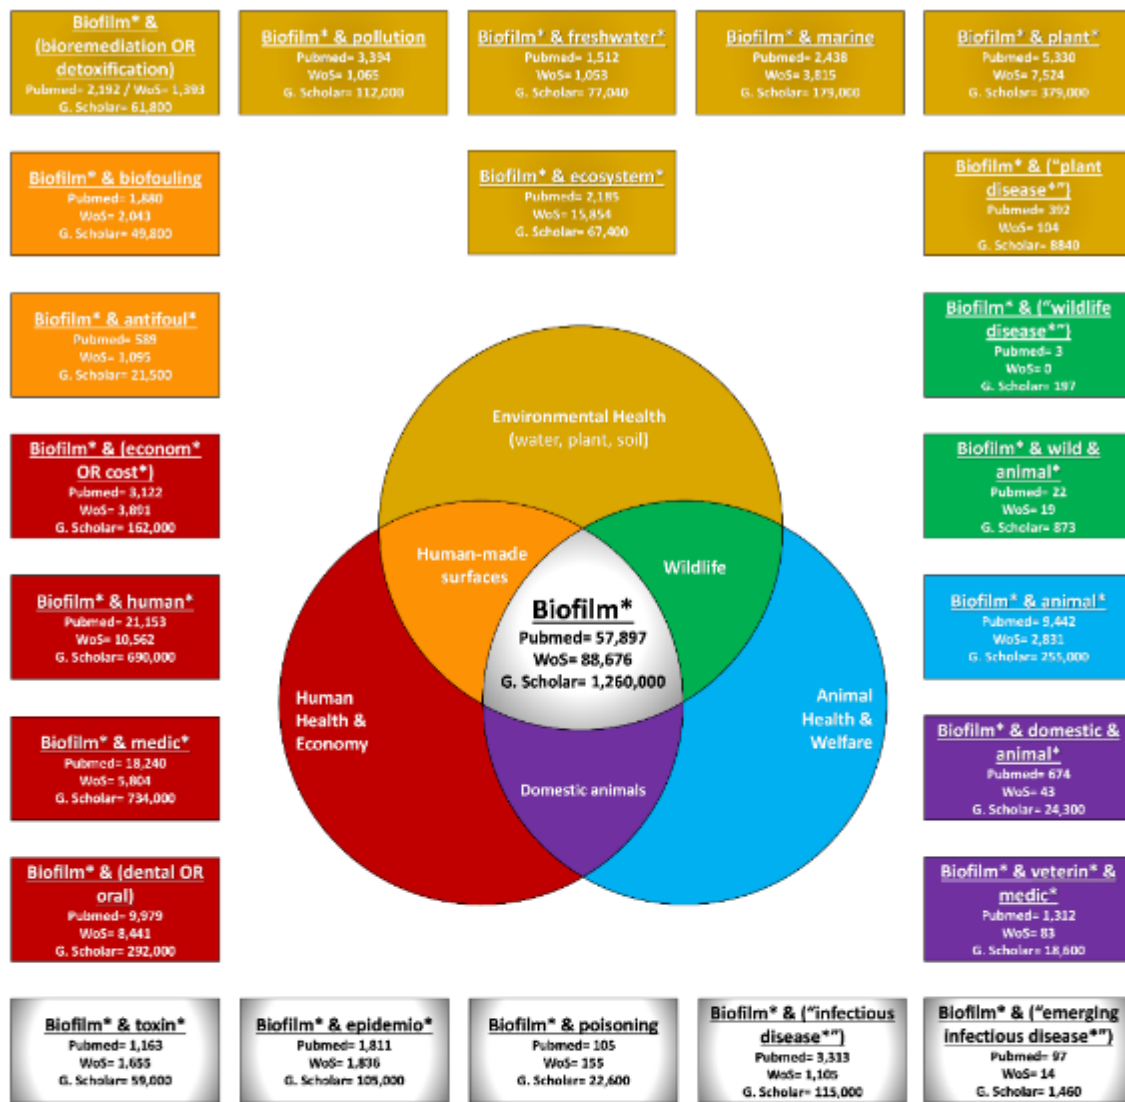 Biofilm* &
(bioremediation OR
detoxification)
Pubmed= 2,192 / WoS= 1,393
G. Scholar= 61,800
Biofilm* & pollution
Pubmed= 3,394
WoS= 1,065
G. Scholar= 112,000
Biofilm* & freshwater*
Pubmed= 1,512
WoS= 1,053
G. Scholar= 77,040
Biofilm* & marine
Pubmed= 2,438
WoS= 3,815
G. Scholar= 179,000
Biofilm* & plant*
Pubmed= 5,330
WoS= 7,524
G. Scholar= 379,000
Biofilm* & biofouling
Pubmed= 1,880
WoS= 2,043
G. Scholar= 49,800
Biofilm* & ecosystem*
Pubmed= 2,185
WoS= 15,854
G. Scholar= 67,400
Biofilm* & ("plant
disease*")
Pubmed= 392
WoS= 104
G. Scholar= 8840
Biofilm* & antifoul*
Pubmed= 589
WoS= 1,095
G. Scholar= 21,500
Biofilm* & ("wildlife
disease*")
Pubmed= 3
WoS= 0
G. Scholar= 197
Environmental Health
(water, plant, soil)
Biofilm* & (econom*
OR cost*)
Pubmed= 3,122
WoS= 3,891
G. Scholar= 162,000
Biofilm* & wild &
animal*
Pubmed= 22
WoS= 19
G. Scholar= 873
Human-made
surfaces
Wildlife
Biofilm*
Pubmed= 57,897
WoS= 88,676
G. Scholar= 1,260,000
Biofilm* & human*
Pubmed= 21,153
WoS= 10,562
G. Scholar= 690,000
Biofilm* & animal*
Pubmed= 9,442
WoS= 2,831
G. Scholar= 255,000
Human
Health &
Economy
Animal
Health &
Welfare
Biofilm* & medic*
Pubmed= 18,240
WoS= 5,804
G. Scholar= 734,000
Domestic animals
Biofilm* & domestic &
animal*
Pubmed= 674
WoS= 43
G. Scholar= 24,300
Biofilm* & (dental OR
oral)
Pubmed= 9,979
WoS= 8,441
G. Scholar= 292,000
Biofilm* & veterin* &
medic*
Pubmed= 1,312
WoS= 83
G. Scholar= 18,600
Biofilm* & toxin*
Pubmed= 1,163
WoS= 1,655
G. Scholar= 59,000
Biofilm* & epidemio*
Pubmed= 1,811
WoS= 1,836
G. Scholar= 105,000
Biofilm* & poisoning
Pubmed= 105
WoS= 155
G. Scholar= 22,600
Biofilm* & ("infectious
disease*")
Pubmed= 3,313
WoS= 1,105
G. Scholar= 115,000
Biofilm* & ("emerging
infectious disease*")
Pubmed= 97
WoS= 14
G. Scholar= 1,460